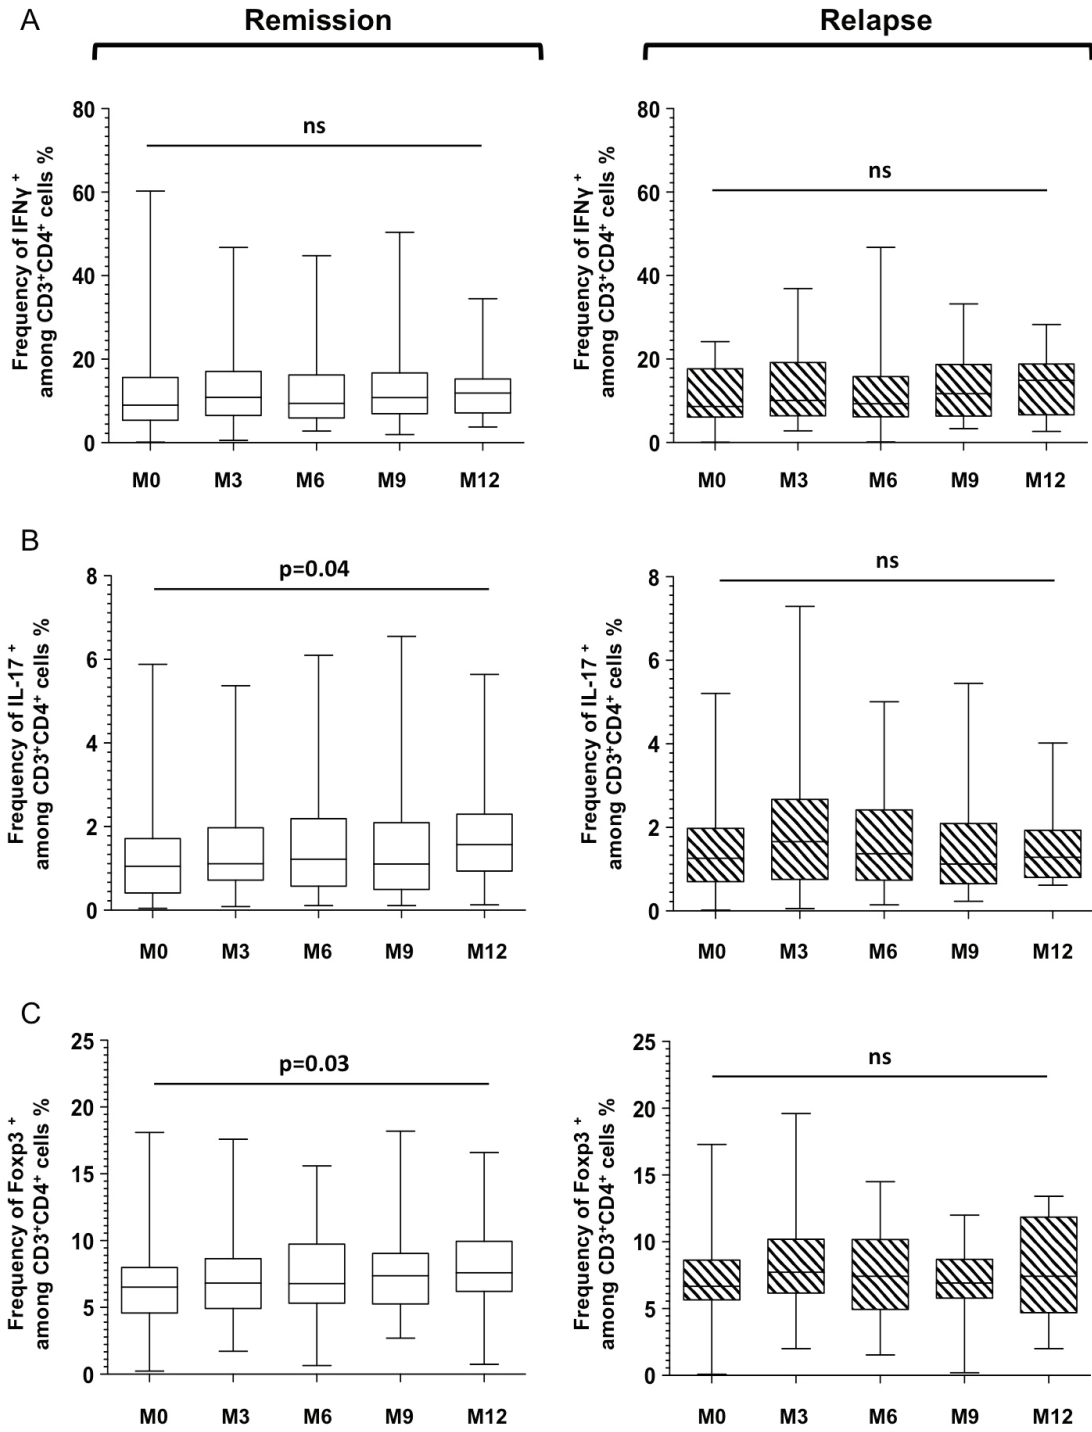 A
Remission
Relapse
Frequency of IFNγ +
among CD3+CD4+ cells %
80
60
40
20
0
ns
M0 M3 M6 M9 M12
Frequency of IFNγ +
among CD3+CD4+ cells %
80
60
40
20
0
ns
M0 M3 M6 M9 M12
B
Frequency of IL-17 +
among CD3+CD4+ cells %
8
6
4
2
0
p=0.04
M0 M3 M6 M9 M12
Frequency of IL-17 +
among CD3+CD4+ cells %
8
6
4
2
0
ns
M0 M3 M6 M9 M12
C
Frequency of Foxp3 +
among CD3+CD4+ cells %
25
20
15
10
5
0
p=0.03
M0 M3 M6 M9 M12
Frequency of Foxp3 +
among CD3+CD4+ cells %
25
20
15
10
5
0
ns
M0 M3 M6 M9 M12